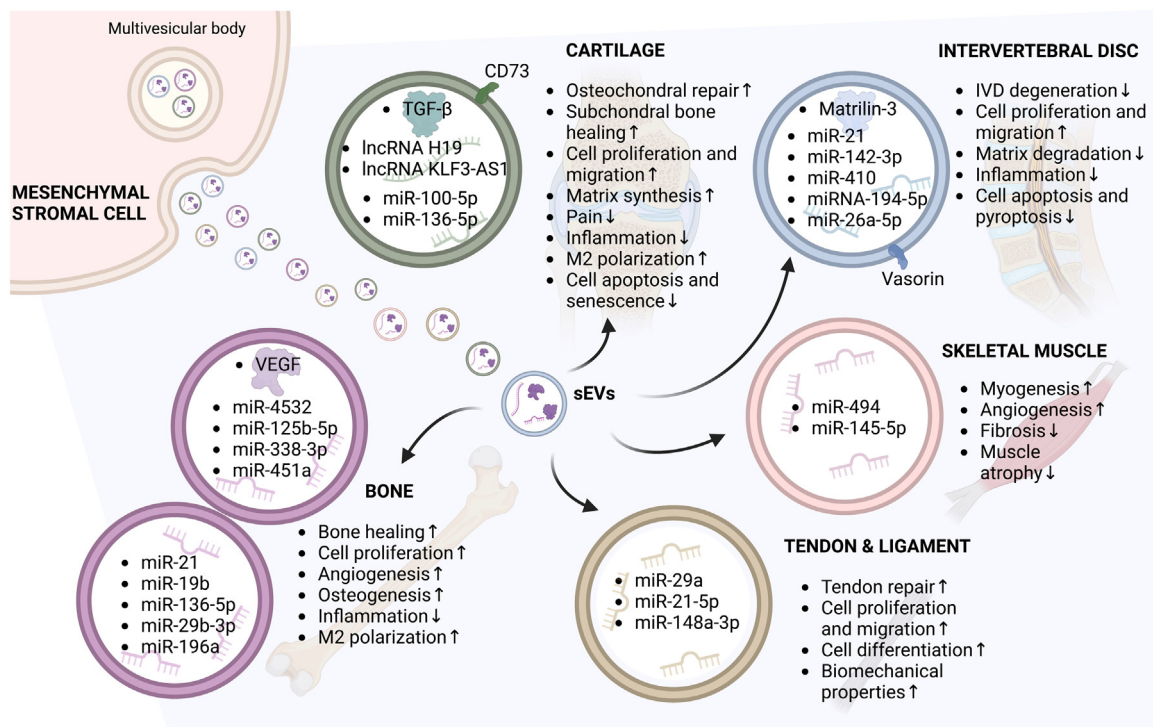 Multivesicular body
MESENCHYMAL
STROMAL CELL
CD73
• TGF-β
• lncRNA H19
• lncRNA KLF3-AS1
• miR-100-5p
• miR-136-5p
CARTILAGE
• Osteochondral repair↑
• Subchondral bone
healing↑
• Cell proliferation and
migration↑
• Matrix synthesis↑
• Pain↓
• Inflammation↓
• M2 polarization↑
• Cell apoptosis and
senescence↓
• Matrilin-3
• miR-21
• miR-142-3p
• miR-410
• miRNA-194-5p
• miR-26a-5p
Vasorin
INTERVERTEBRAL DISC
• IVD degeneration↓
• Cell proliferation and
migration↑
• Matrix degradation↓
• Inflammation↓
• Cell apoptosis and
pyroptosis↓
sEVs
• VEGF
• miR-4532
• miR-125b-5p
• miR-338-3p
• miR-451a
• miR-21
• miR-19b
• miR-136-5p
• miR-29b-3p
• miR-196a
BONE
• Bone healing↑
• Cell proliferation↑
• Angiogenesis↑
• Osteogenesis↑
• Inflammation↓
• M2 polarization↑
• miR-494
• miR-145-5p
SKELETAL MUSCLE
• Myogenesis↑
• Angiogenesis↑
• Fibrosis↓
• Muscle
atrophy↓
• miR-29a
• miR-21-5p
• miR-148a-3p
TENDON & LIGAMENT
• Tendon repair↑
• Cell proliferation
and migration↑
• Cell differentiation↑
• Biomechanical
properties↑